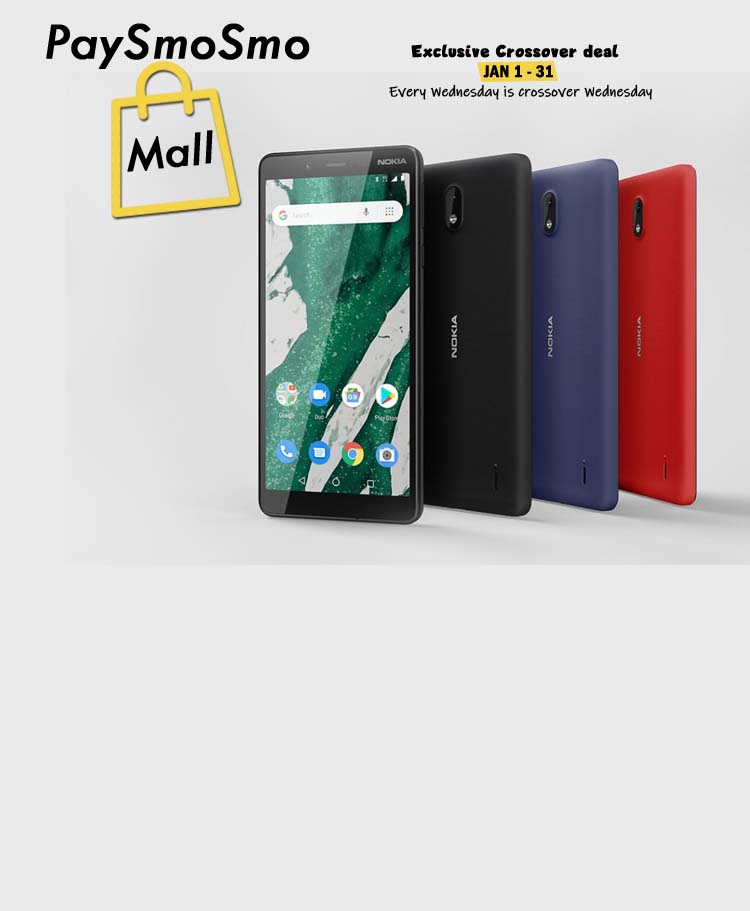 PaySmoSmo
Mall
Exclusive Crossover deal
JAN 1 - 31
Every Wednesday is crossover Wednesday
NOKIA
Search..
Google
Duo
Play Store
NOKIA
NOKIA
NOKIA